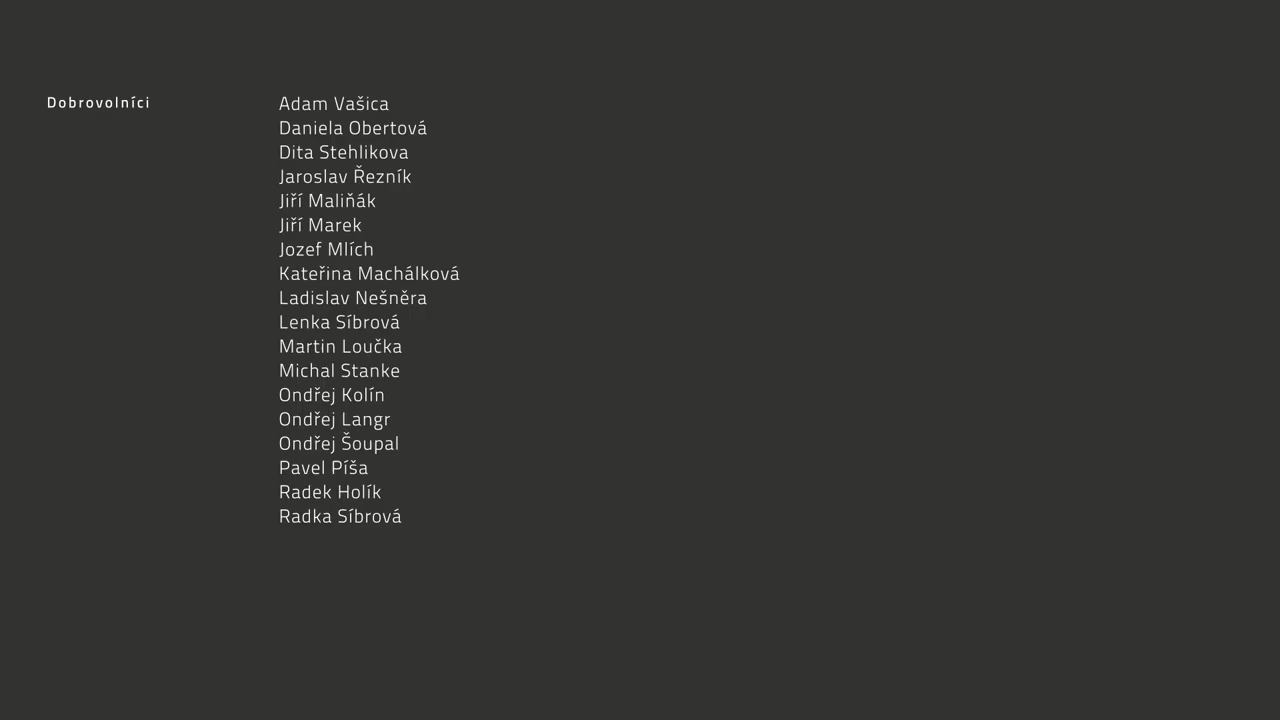 Dobrovolníci
Adam Vašica
Daniela Obertová
Dita Stehlikova
Jaroslav Řezník
Jiří Maliňák
Jiří Marek
Jozef Mlích
Kateřina Machálková
Ladislav Nešněra
Lenka Síbrová
Martin Loučka
Michal Stanke
Ondřej Kolín
Ondřej Langr
Ondřej Šoupal
Pavel Píša
Radek Holík
Radka Síbrová